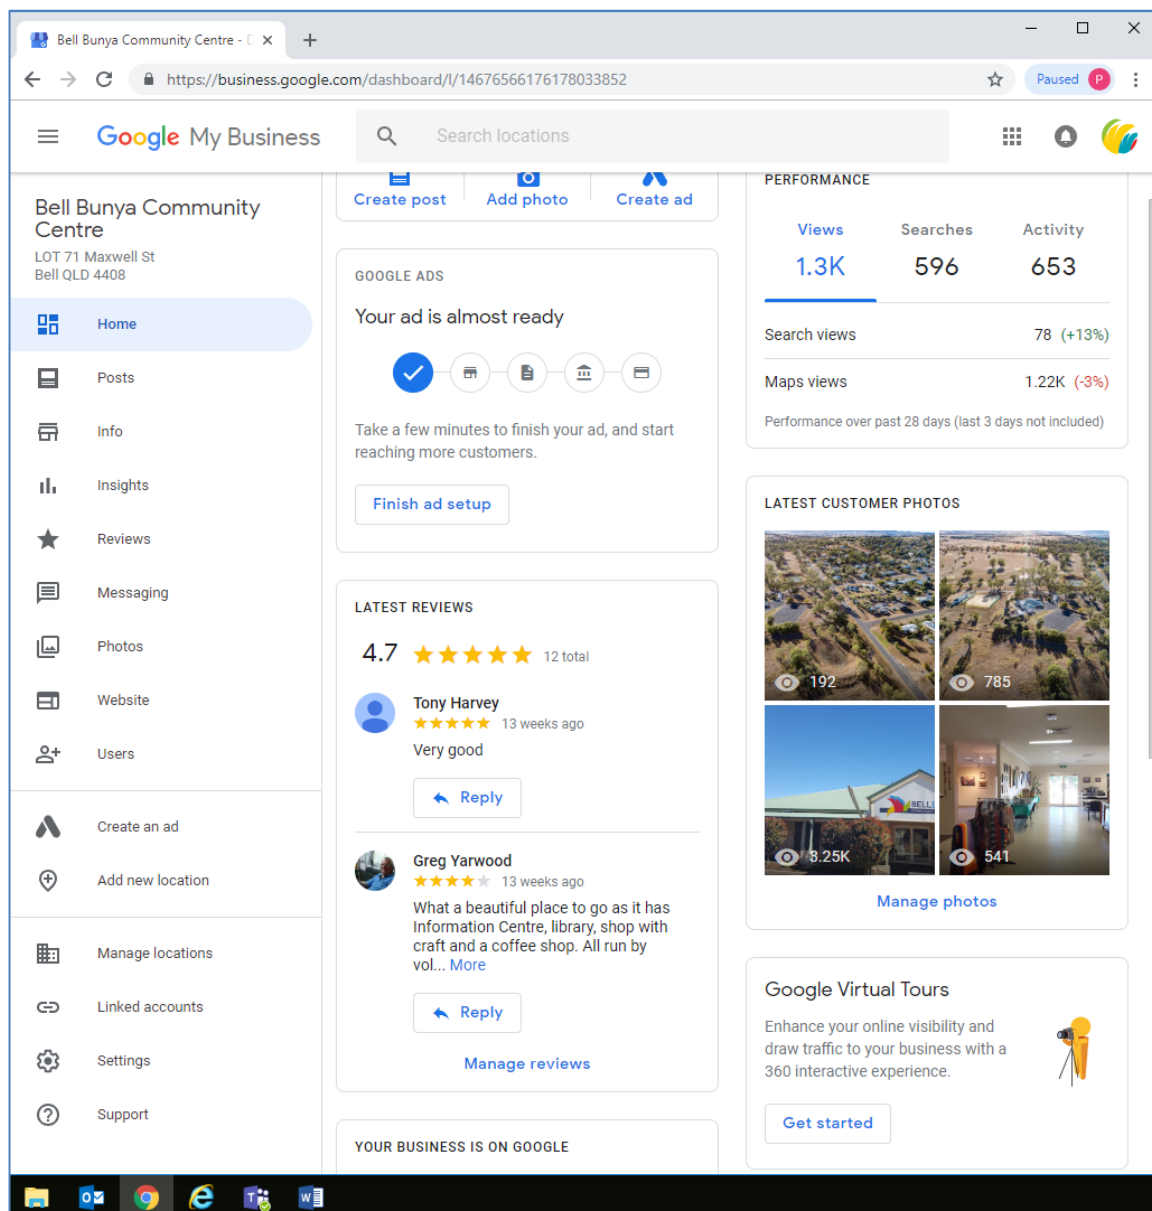 Bell Bunya Community Centre - D
https://business.google.com/dashboard/l/14676566176178033852
Paused P
Google My Business
Search locations
Bell Bunya Community
Centre
LOT 71 Maxwell St
Bell QLD 4408
Home
Posts
Info
Insights
Reviews
Messaging
Photos
Website
Users
Create an ad
Add new location
Manage locations
Linked accounts
Settings
Support
Create post Add photo Create ad
GOOGLE ADS
Your ad is almost ready
Take a few minutes to finish your ad, and start
reaching more customers.
Finish ad setup
LATEST REVIEWS
4.7 12 total
Tony Harvey
13 weeks ago
Very good
Reply
Greg Yarwood
13 weeks ago
What a beautiful place to go as it has
Information Centre, library, shop with
craft and a coffee shop. All run by
vol... More
Reply
Manage reviews
YOUR BUSINESS IS ON GOOGLE
PERFORMANCE
Views Searches Activity
1.3K 596 653
Search views 78 (+13%)
Maps views 1.22K (-3%)
Performance over past 28 days (last 3 days not included)
LATEST CUSTOMER PHOTOS
192 785
BELL
3.25K 541
Manage photos
Google Virtual Tours
Enhance your online visibility and
draw traffic to your business with a
360 interactive experience.
Get started